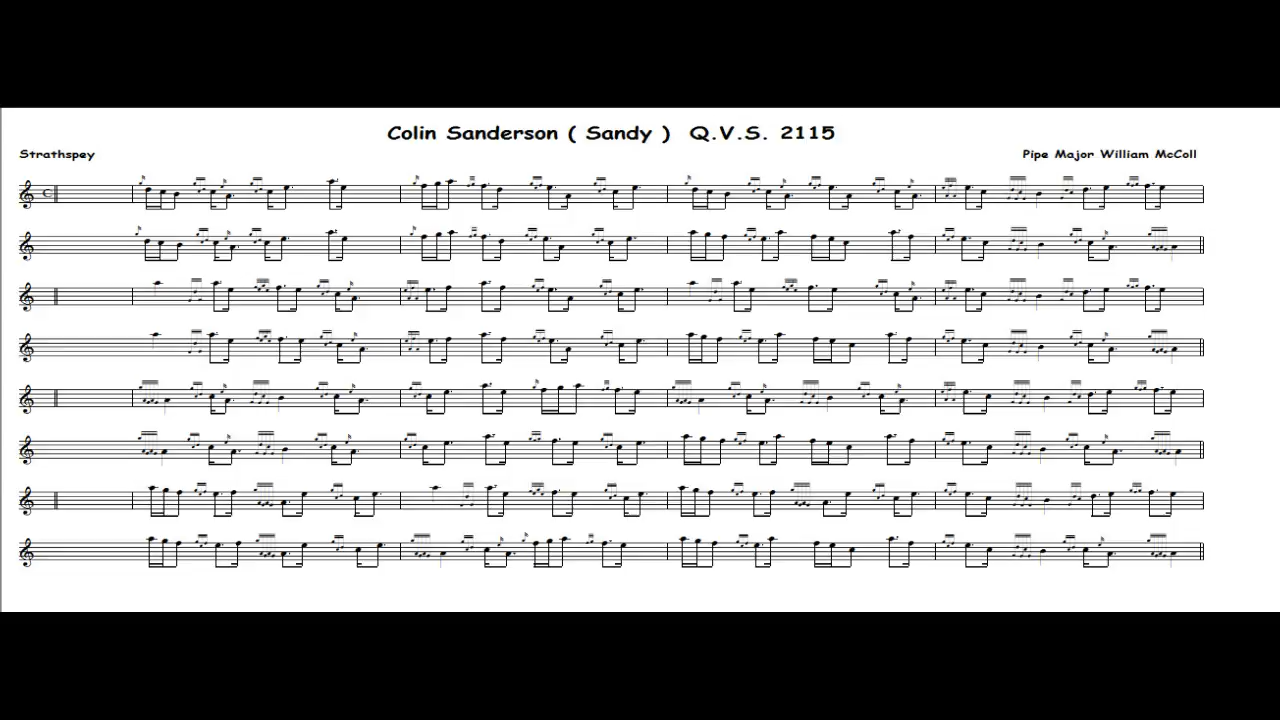 Colin Sanderson ( Sandy ) Q.V.S. 2115
Strathspey
Pipe Major William McColl